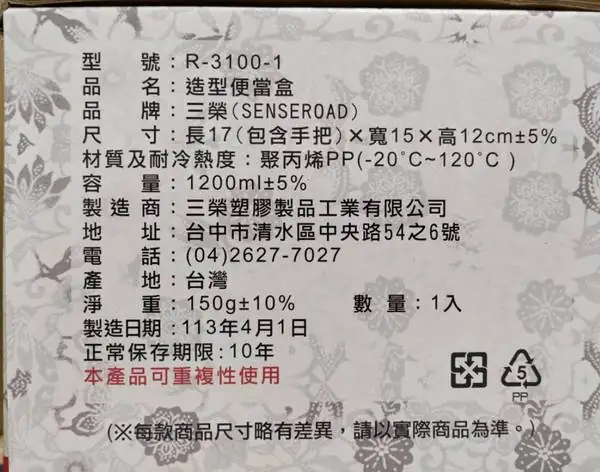 型　　號：R-3100-1
品　　名：造型便當盒
品　　牌：三榮(SENSEROAD)
尺　　寸：長17(包含手把)×寬15×高12cm±5%
材質及耐冷熱度：聚丙烯PP(-20°C~120°C )
容　　量：1200ml±5%
製 造 商：三榮塑膠製品工業有限公司
地　　址：台中市清水區中央路54之6號
電　　話：(04)2627-7027
產　　地：台灣
淨　　重：150g±10%　　數 量：1入
製造日期：113年4月1日
正常保存期限：10年
本產品可重複性使用
5
PP
(※每款商品尺寸略有差異，請以實際商品為準。)